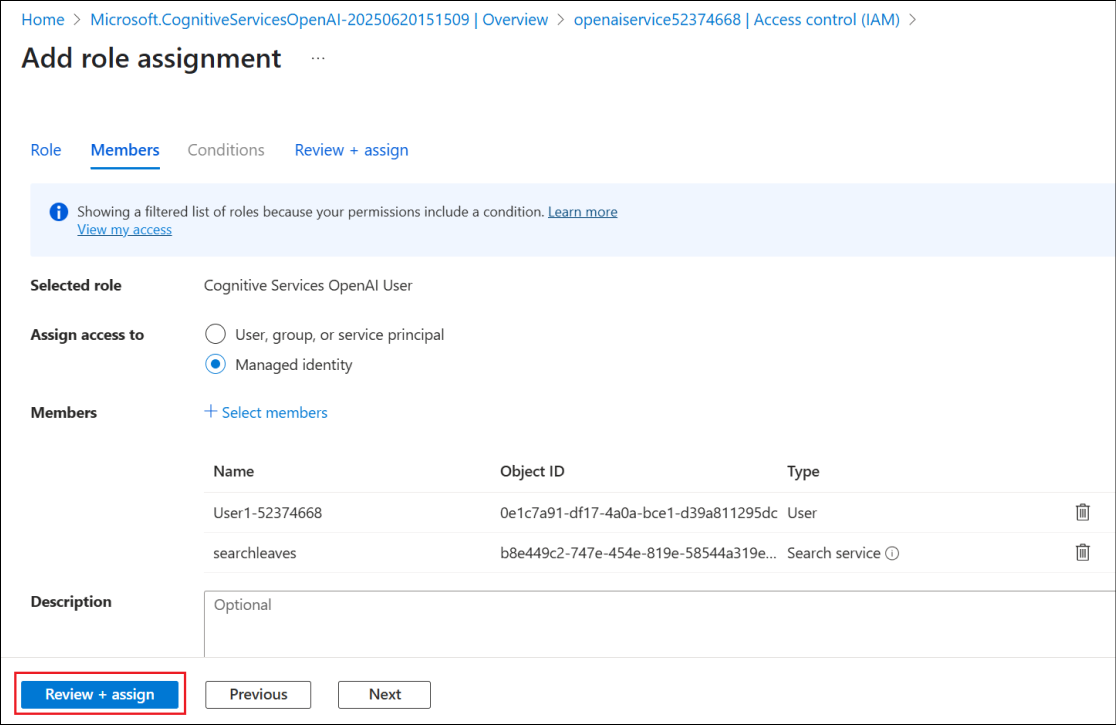 Home > Microsoft.CognitiveServicesOpenAI-20250620151509 | Overview > openaiservice52374668 | Access control (IAM) >
Add role assignment ...
Role Members Conditions Review + assign
Showing a filtered list of roles because your permissions include a condition. Learn more
View my access
Selected role Cognitive Services OpenAI User
Assign access to User, group, or service principal
Managed identity
Members + Select members
Name Object ID Type
User1-52374668 0e1c7a91-df17-4a0a-bce1-d39a811295dc User
searchleaves b8e449c2-747e-454e-819e-58544a319e... Search service
Description Optional
Review + assign Previous Next